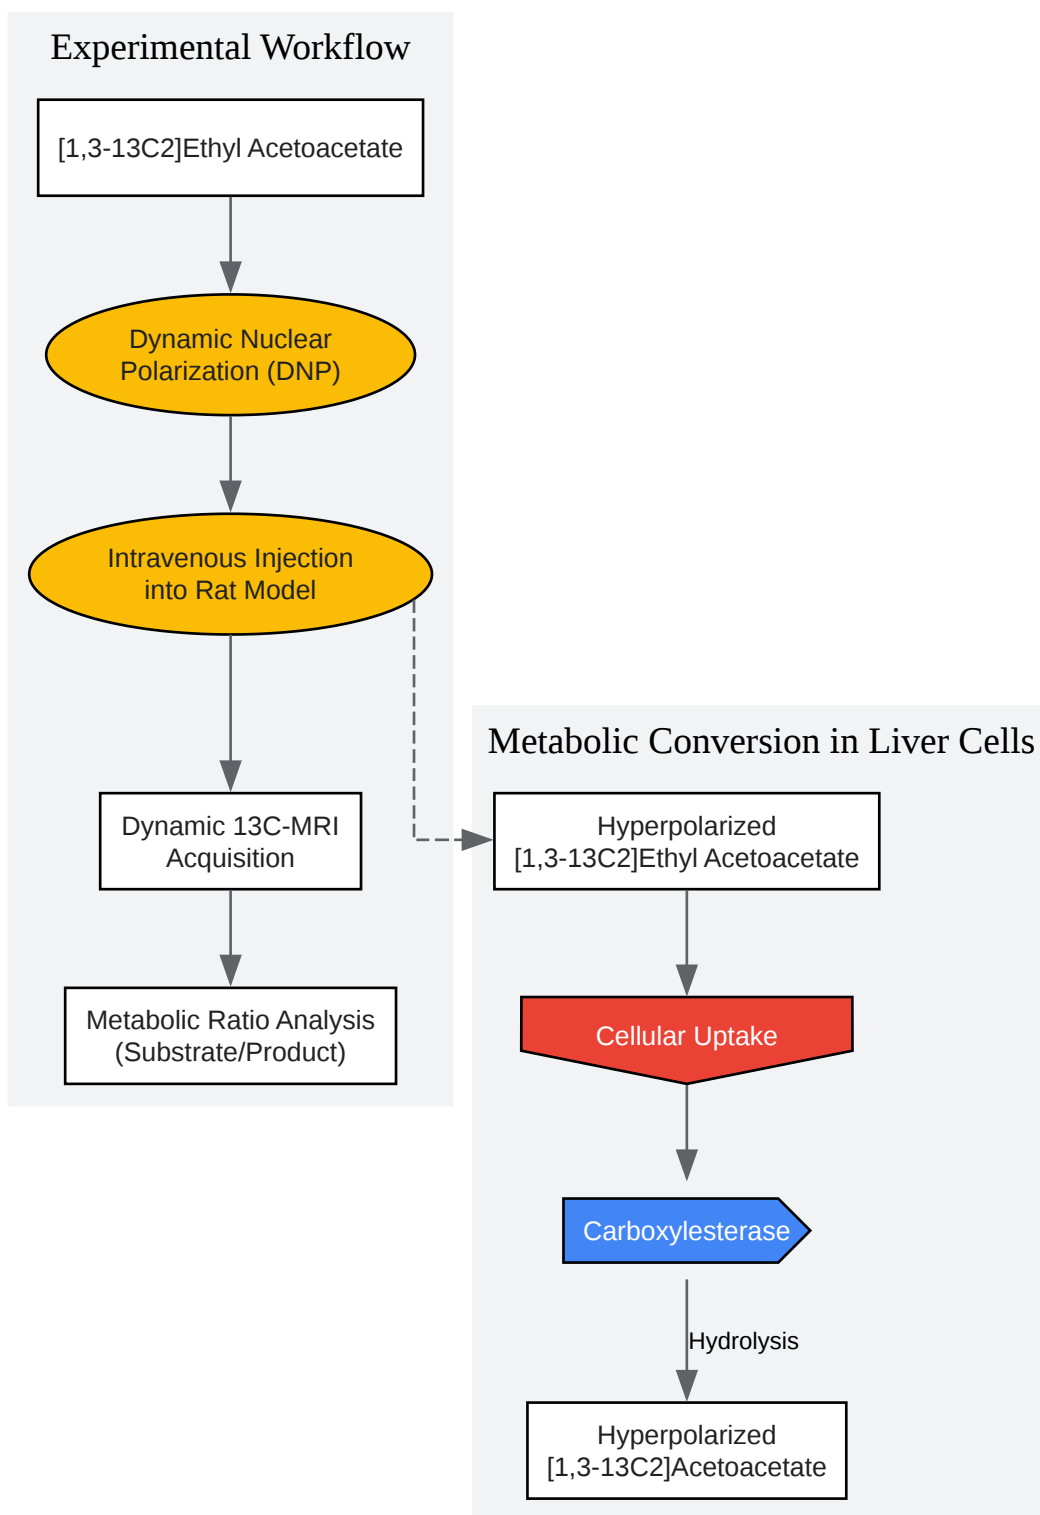 Experimental Workflow
[1,3-13C2]Ethyl Acetoacetate
Dynamic Nuclear
Polarization (DNP)
Intravenous Injection
into Rat Model
Dynamic 13C-MRI
Acquisition
Metabolic Ratio Analysis
(Substrate/Product)
Metabolic Conversion in Liver Cells
Hyperpolarized
[1,3-13C2]Ethyl Acetoacetate
Cellular Uptake
Carboxylesterase
Hydrolysis
Hyperpolarized
[1,3-13C2]Acetoacetate